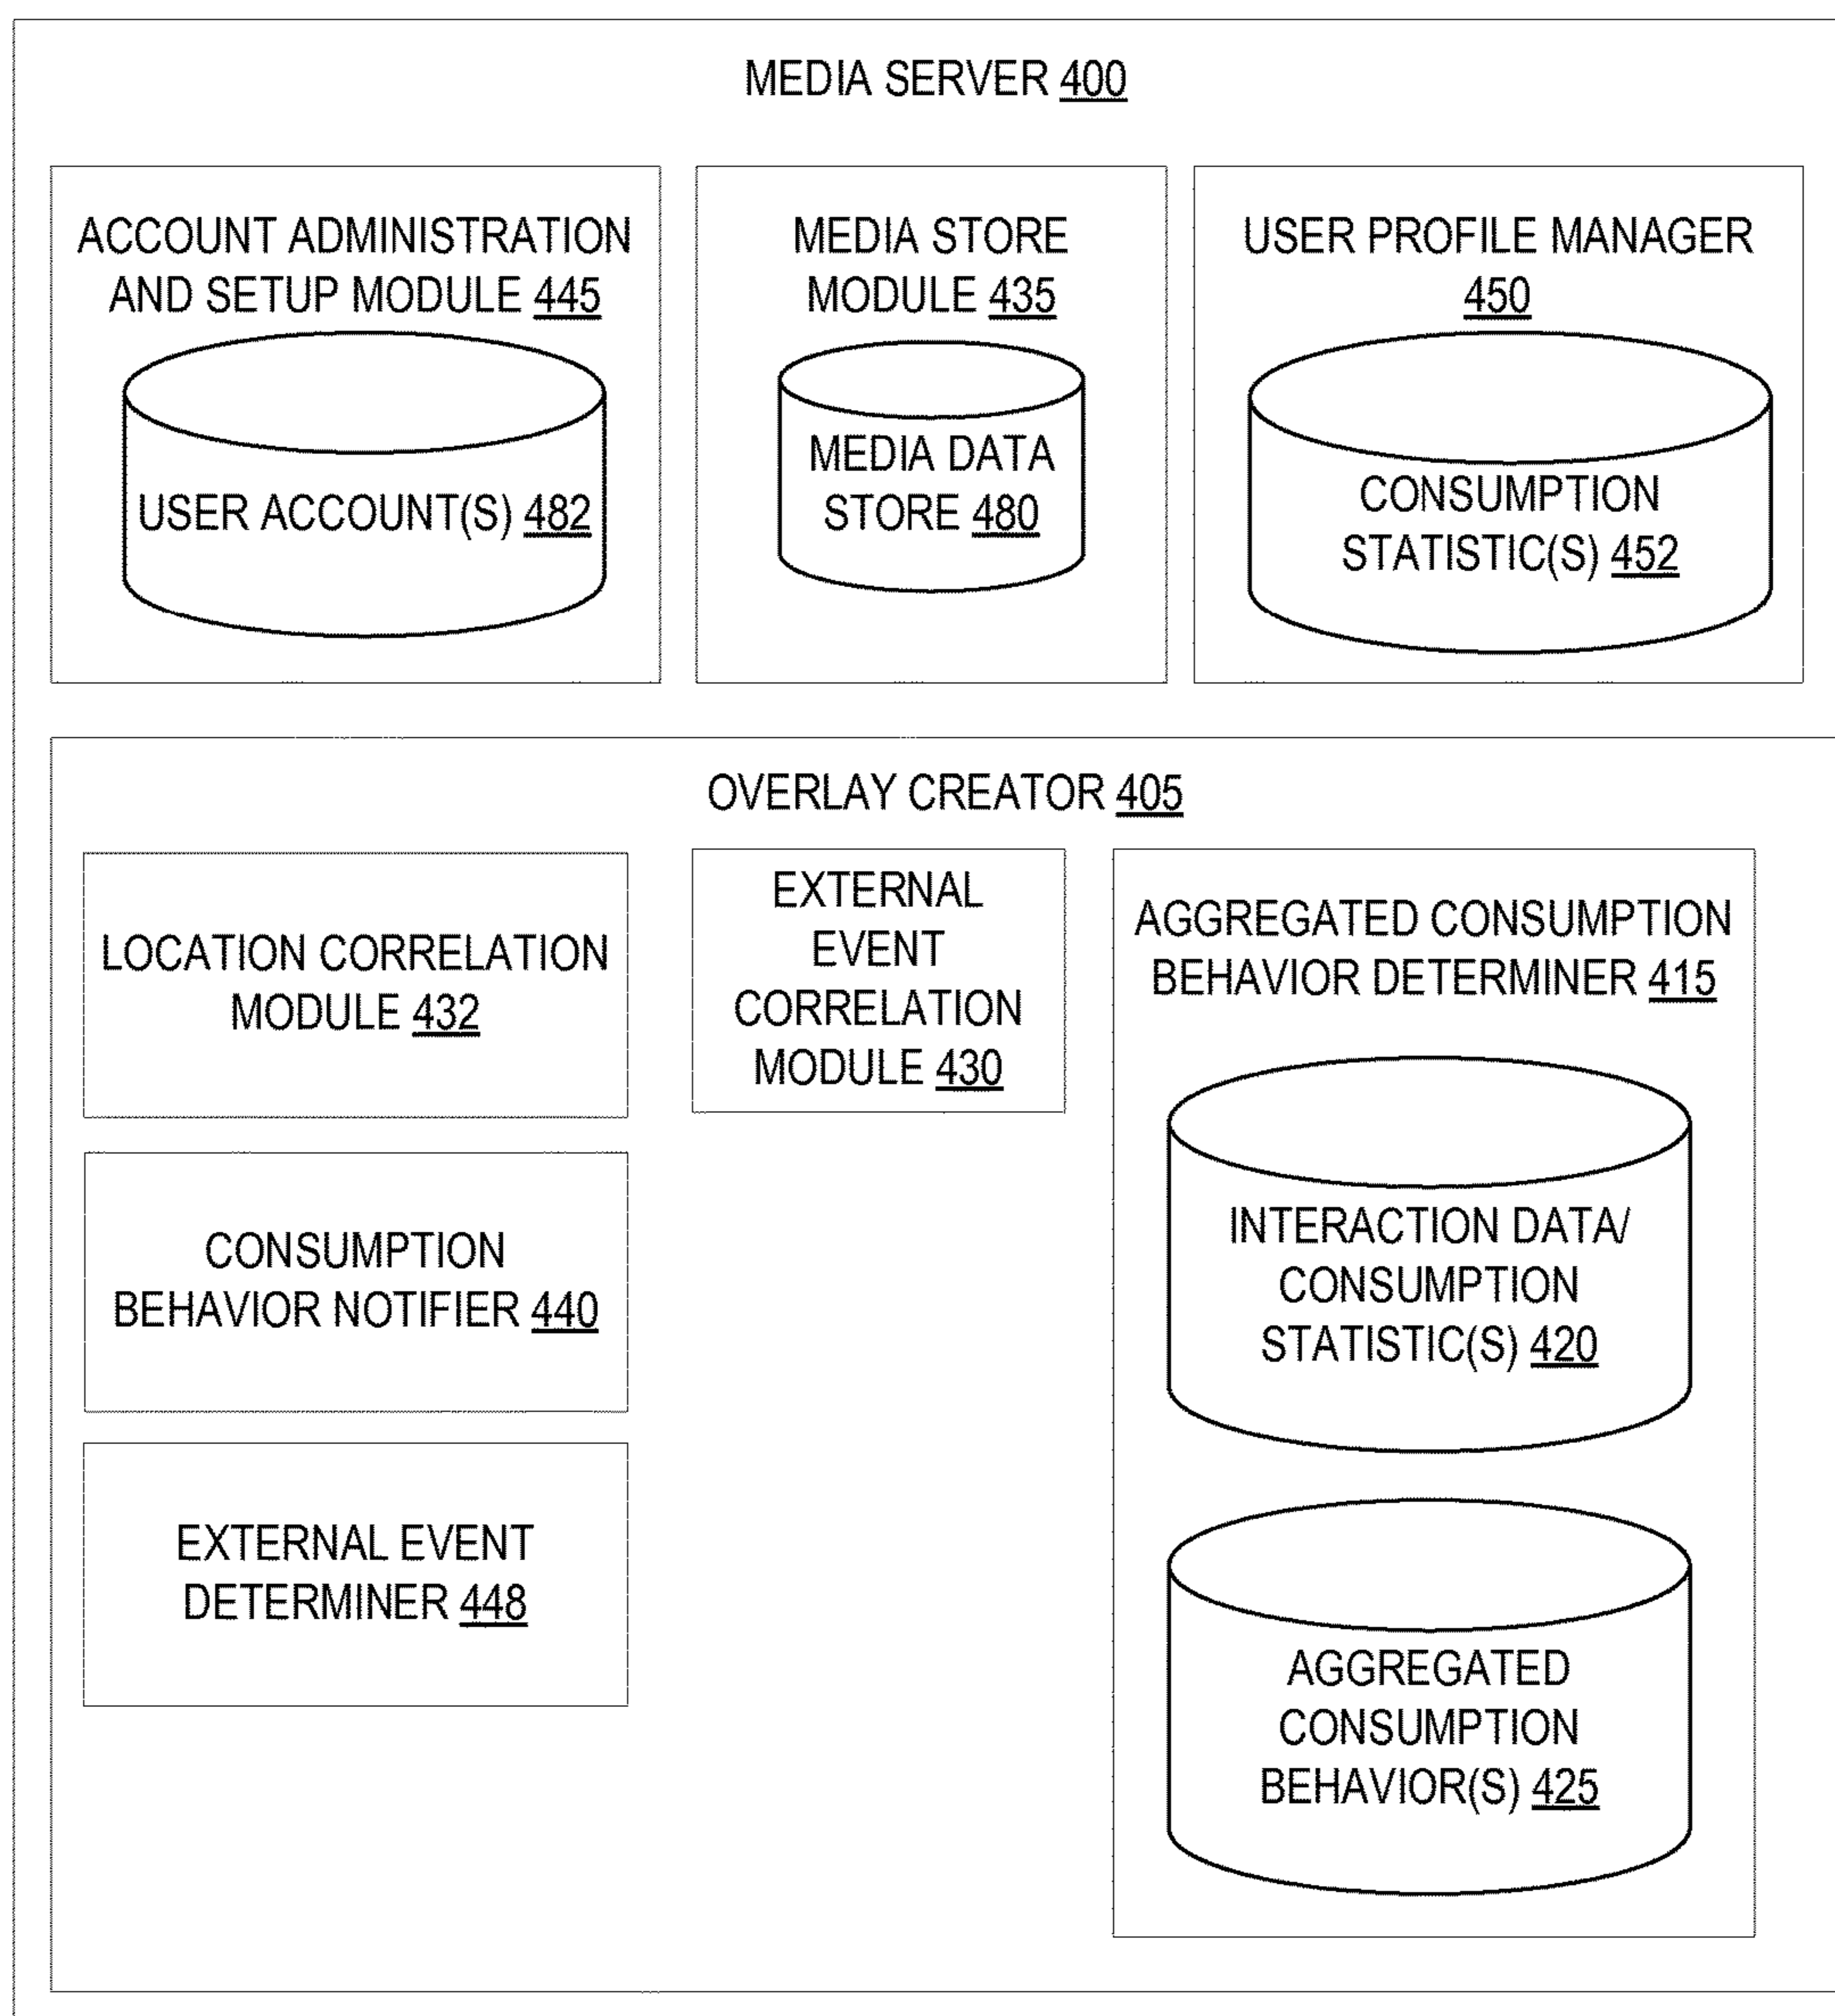 MEDIA SERVER 400
ACCOUNT ADMINISTRATION
AND SETUP MODULE 445
USER ACCOUNT(S) 482
MEDIA STORE
MODULE 435
MEDIA DATA
STORE 480
USER PROFILE MANAGER
450
CONSUMPTION
STATISTIC(S) 452
OVERLAY CREATOR 405
LOCATION CORRELATION
MODULE 432
EXTERNAL
EVENT
CORRELATION
MODULE 430
CONSUMPTION
BEHAVIOR NOTIFIER 440
EXTERNAL EVENT
DETERMINER 448
AGGREGATED CONSUMPTION
BEHAVIOR DETERMINER 415
INTERACTION DATA/
CONSUMPTION
STATISTIC(S) 420
AGGREGATED
CONSUMPTION
BEHAVIOR(S) 425